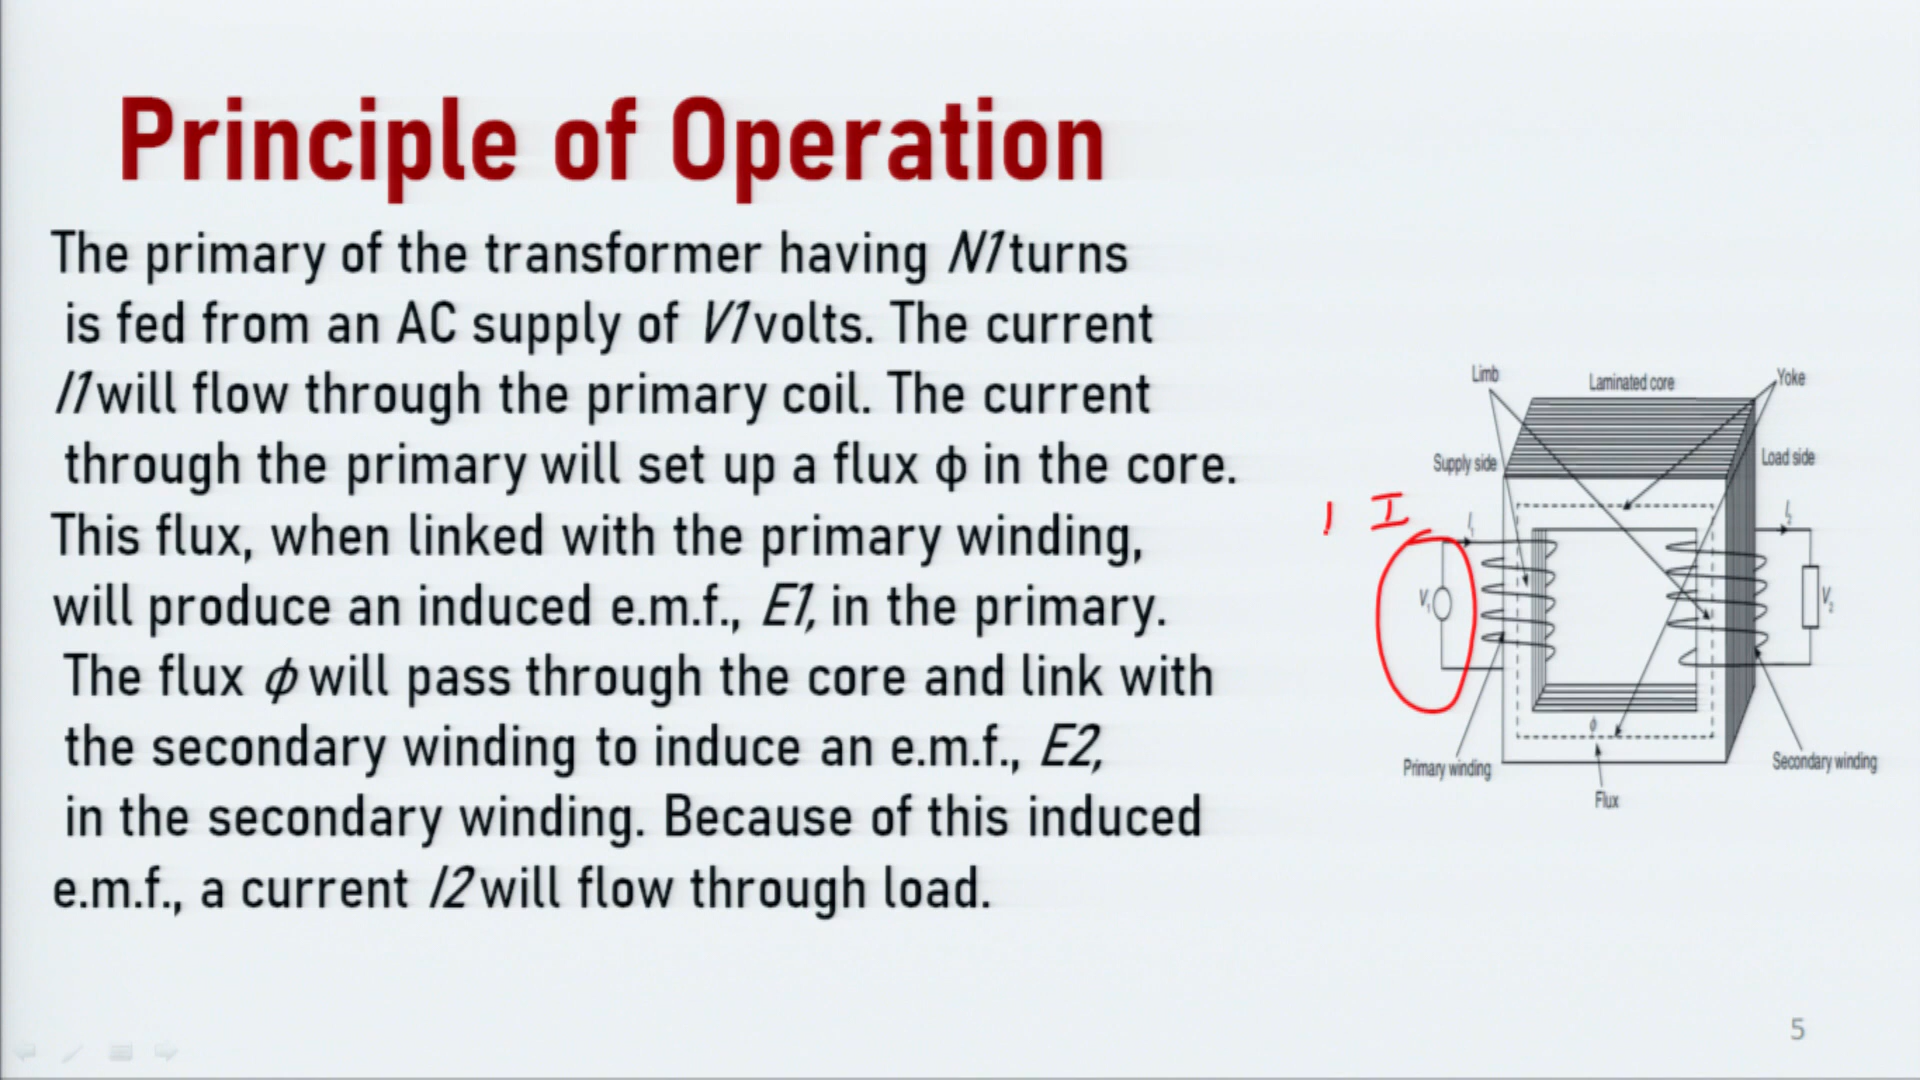 Principle of Operation
The primary of the transformer having N1 turns
is fed from an AC supply of V1 volts. The current
I1 will flow through the primary coil. The current
through the primary will set up a flux ϕ in the core.
This flux, when linked with the primary winding,
will produce an induced e.m.f., E1, in the primary.
The flux ϕ will pass through the core and link with
the secondary winding to induce an e.m.f., E2,
in the secondary winding. Because of this induced
e.m.f., a current I2 will flow through load.
Limb
Laminated core
Yoke
Supply side
Load side
I
I1
I2
V1
V2
ϕ
Primary winding
Secondary winding
Flux
5